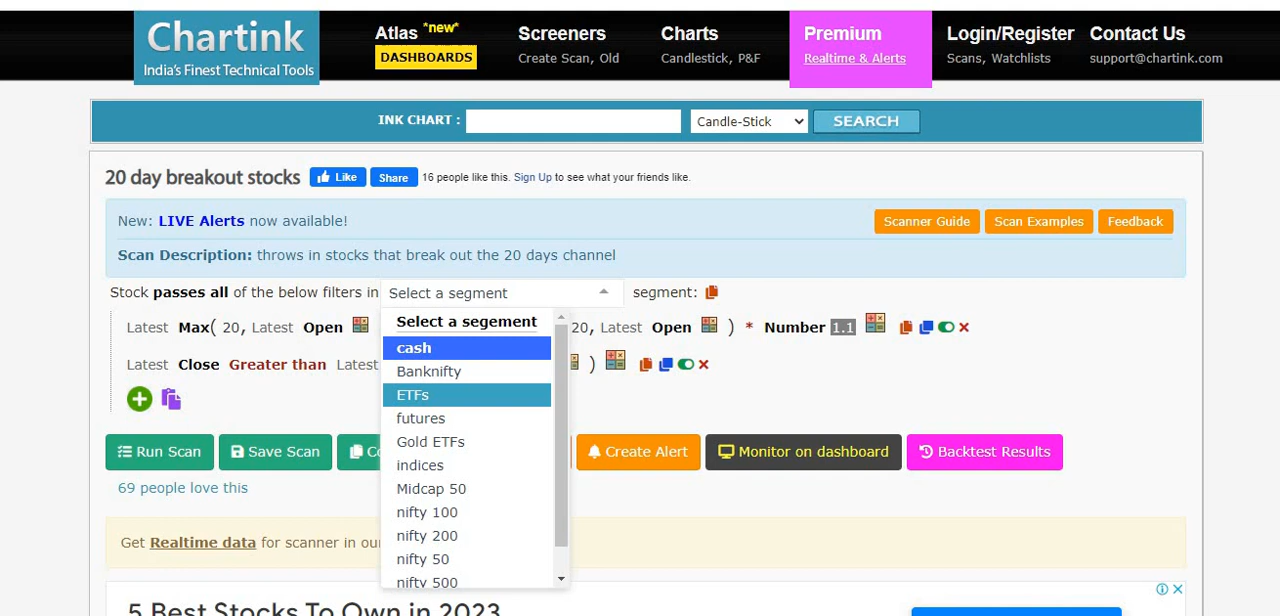 Chartink
India's Finest Technical Tools
Atlas *new*
DASHBOARDS
Screeners
Create Scan, Old
Charts
Candlestick, P&F
Premium
Realtime & Alerts
Login/Register
Scans, Watchlists
Contact Us
support@chartink.com
INK CHART :
Candle-Stick
SEARCH
20 day breakout stocks
Like
Share
16 people like this. Sign Up to see what your friends like.
New: LIVE Alerts now available!
Scanner Guide
Scan Examples
Feedback
Scan Description: throws in stocks that break out the 20 days channel
Stock passes all of the below filters in Select a segment segment:
Latest Max( 20, Latest Open 20, Latest Open ) * Number 1.1
Latest Close Greater than Latest )
Select a segement
cash
Banknifty
ETFs
futures
Gold ETFs
indices
Midcap 50
nifty 100
nifty 200
nifty 50
nifty 500
Run Scan
Save Scan
Co
Create Alert
Monitor on dashboard
Backtest Results
69 people love this
Get Realtime data for scanner in ou
5 Best Stocks To Own in 2023